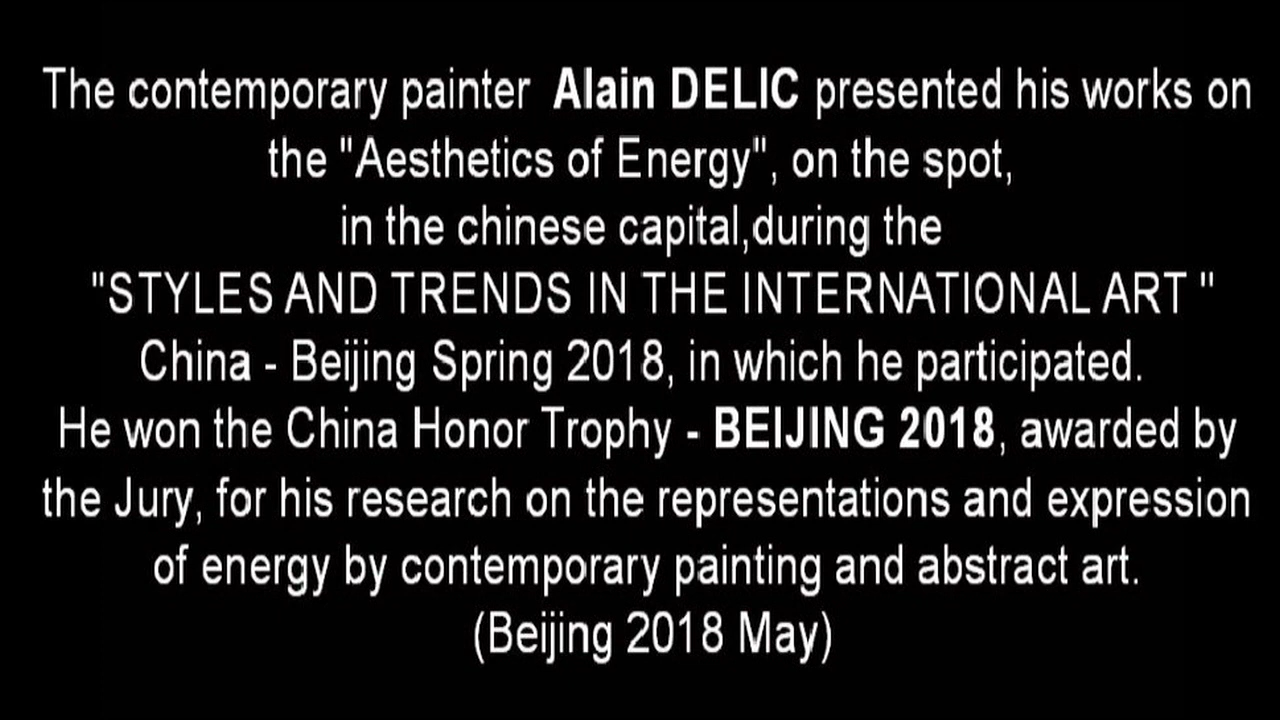 The contemporary painter Alain DELIC presented his works on
the "Aesthetics of Energy", on the spot,
in the chinese capital,during the
"STYLES AND TRENDS IN THE INTERNATIONAL ART "
China - Beijing Spring 2018, in which he participated.
He won the China Honor Trophy - BEIJING 2018, awarded by
the Jury, for his research on the representations and expression
of energy by contemporary painting and abstract art.
(Beijing 2018 May)